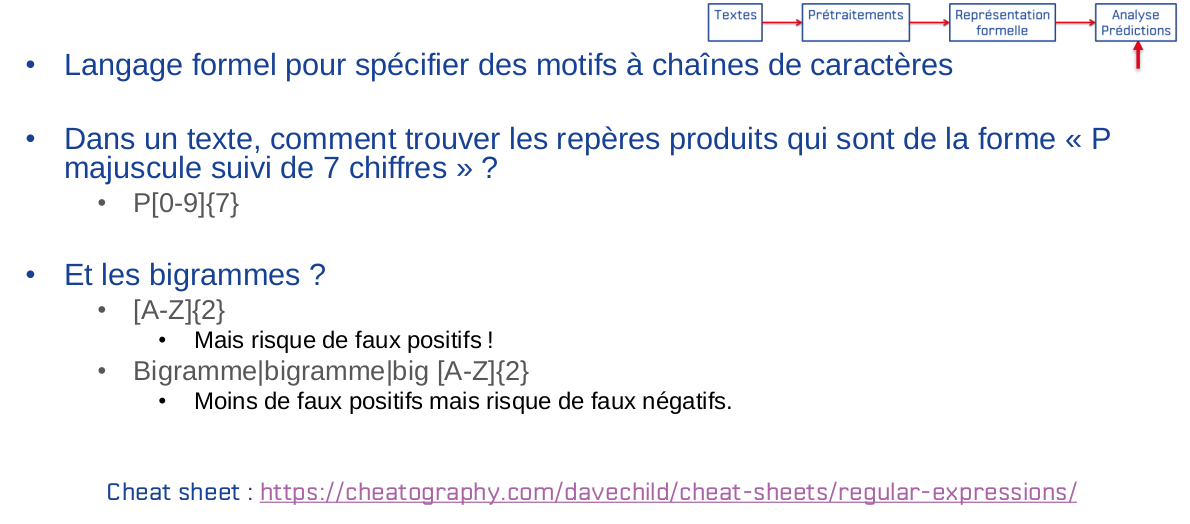 Textes
Prétraitements
Représentation
formelle
Analyse
Prédictions
• Langage formel pour spécifier des motifs à chaînes de caractères
• Dans un texte, comment trouver les repères produits qui sont de la forme « P
majuscule suivi de 7 chiffres » ?
• P[0-9]{7}
• Et les bigrammes ?
• [A-Z]{2}
• Mais risque de faux positifs !
• Bigramme|bigramme|big [A-Z]{2}
• Moins de faux positifs mais risque de faux négatifs.
Cheat sheet : https://cheatography.com/davechild/cheat-sheets/regular-expressions/